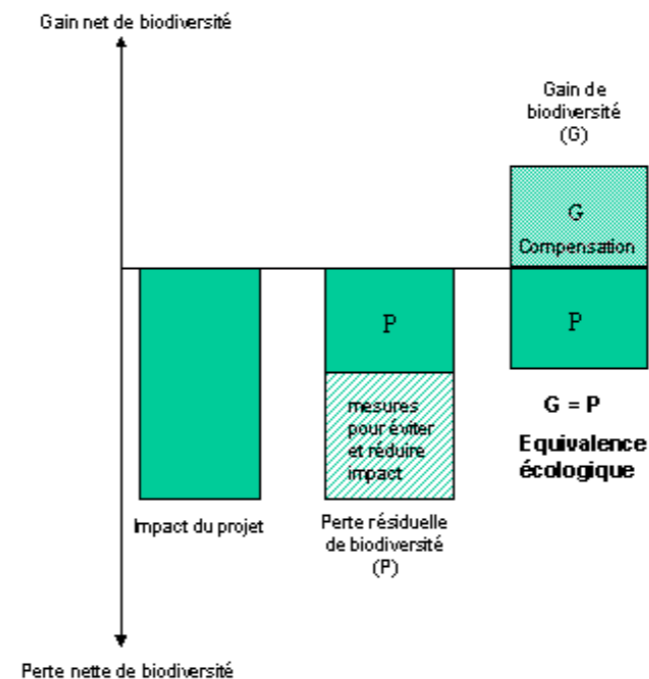 Gain net de biodiversité
Gain de
biodiversité
(G)
G
Compensation
P
P
mesures
pour éviter
et réduire
impact
G = P
Equivalence
écologique
Impact du projet
Perte résiduelle
de biodiversité
(P)
Perte nette de biodiversité